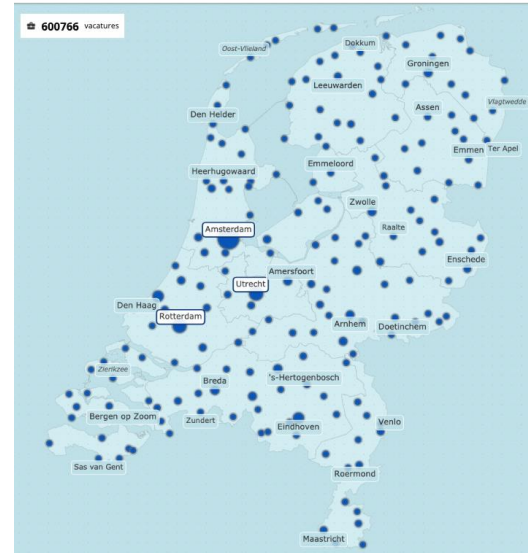 600766 vacatures
Oost-Vlieland
Dokkum
Groningen
Leeuwarden
Vlagtwedde
Assen
Den Helder
Emmen
Ter Apel
Emmeloord
Heerhugowaard
Zwolle
Raalte
Amsterdam
Enschede
Amersfoort
Utrecht
Den Haag
Rotterdam
Arnhem
Doetinchem
Zierikzee
's-Hertogenbosch
Breda
Bergen op Zoom
Zundert
Eindhoven
Venlo
Sas van Gent
Roermond
Maastricht